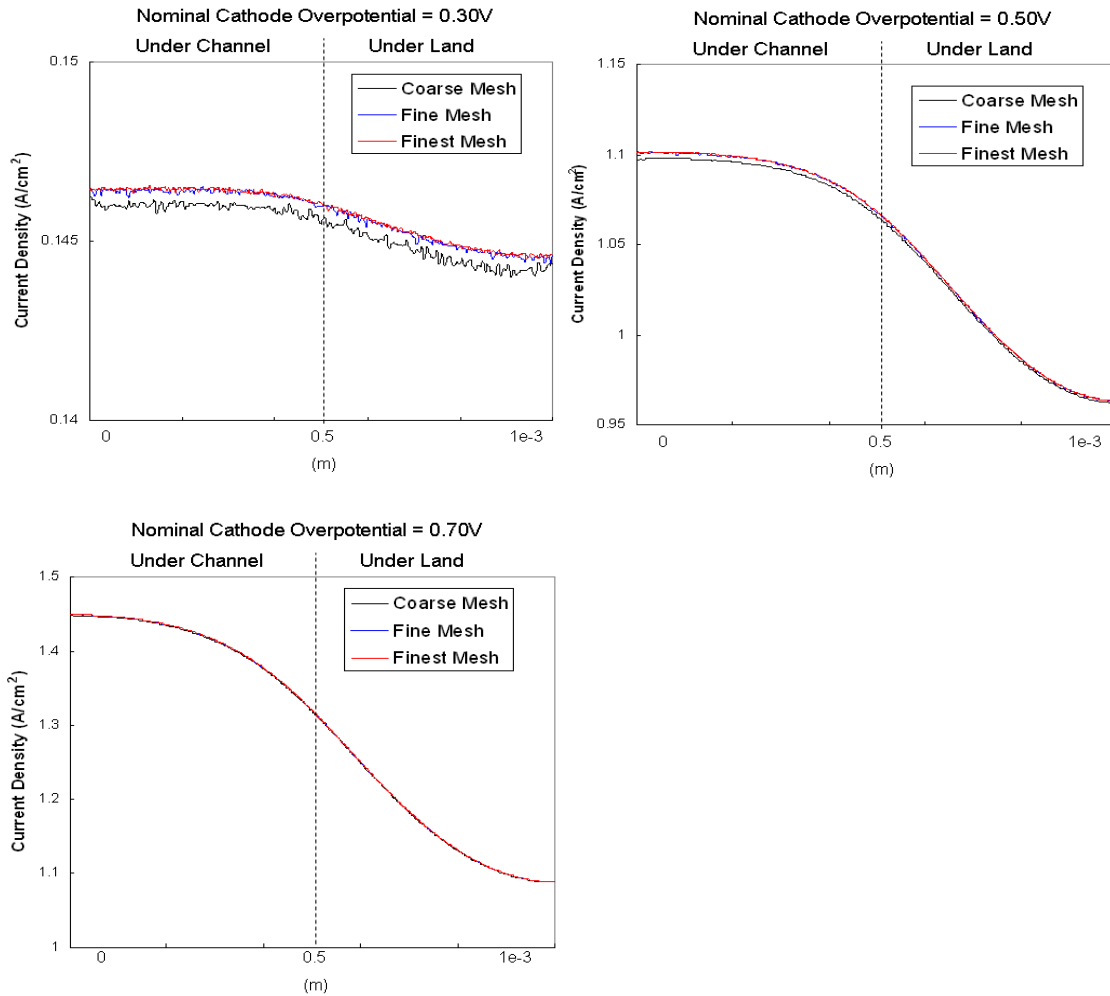 Nominal Cathode Overpotential = 0.30V
Under Channel Under Land
0.15
Coarse Mesh
Fine Mesh
Finest Mesh
Current Density (A/cm²)
0.145
0.14
0 0.5 1e-3
(m)
Nominal Cathode Overpotential = 0.50V
Under Channel Under Land
1.15
Coarse Mesh
Fine Mesh
Finest Mesh
1.1
Current Density (A/cm²)
1.05
1
0.95
0 0.5 1e-3
(m)
Nominal Cathode Overpotential = 0.70V
Under Channel Under Land
1.5
Coarse Mesh
Fine Mesh
Finest Mesh
1.4
Current Density (A/cm²)
1.3
1.2
1.1
1
0 0.5 1e-3
(m)